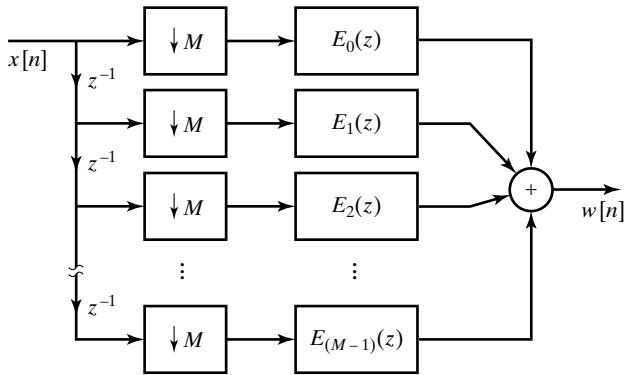 ↓M E₀(z)
x[n]
z⁻¹
↓M E₁(z)
z⁻¹
↓M E₂(z) + w[n]
⋮ ⋮
z⁻¹
↓M E₍M₋₁₎(z)